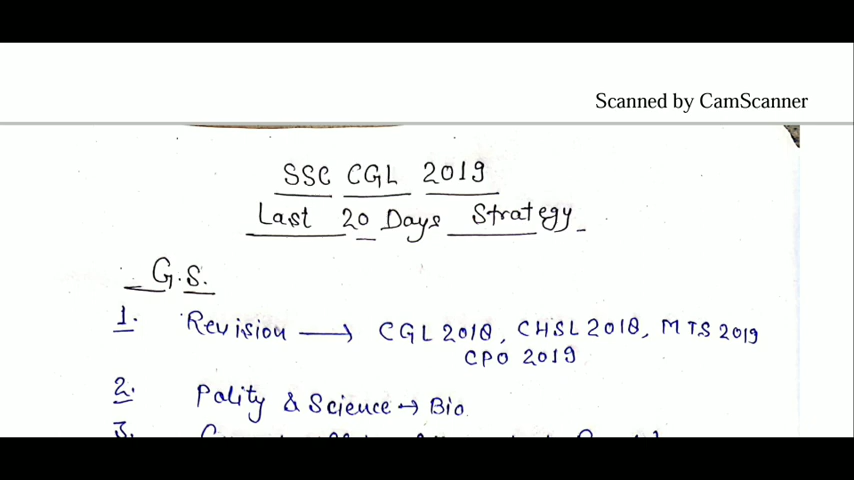 Scanned by CamScanner
SSC CGL 2019
Last 20 Days Strategy
G.S.
1. Revision → CGL 2018, CHSL 2018, MTS 2019
CPO 2019
2. Polity & Science → Bio
3.